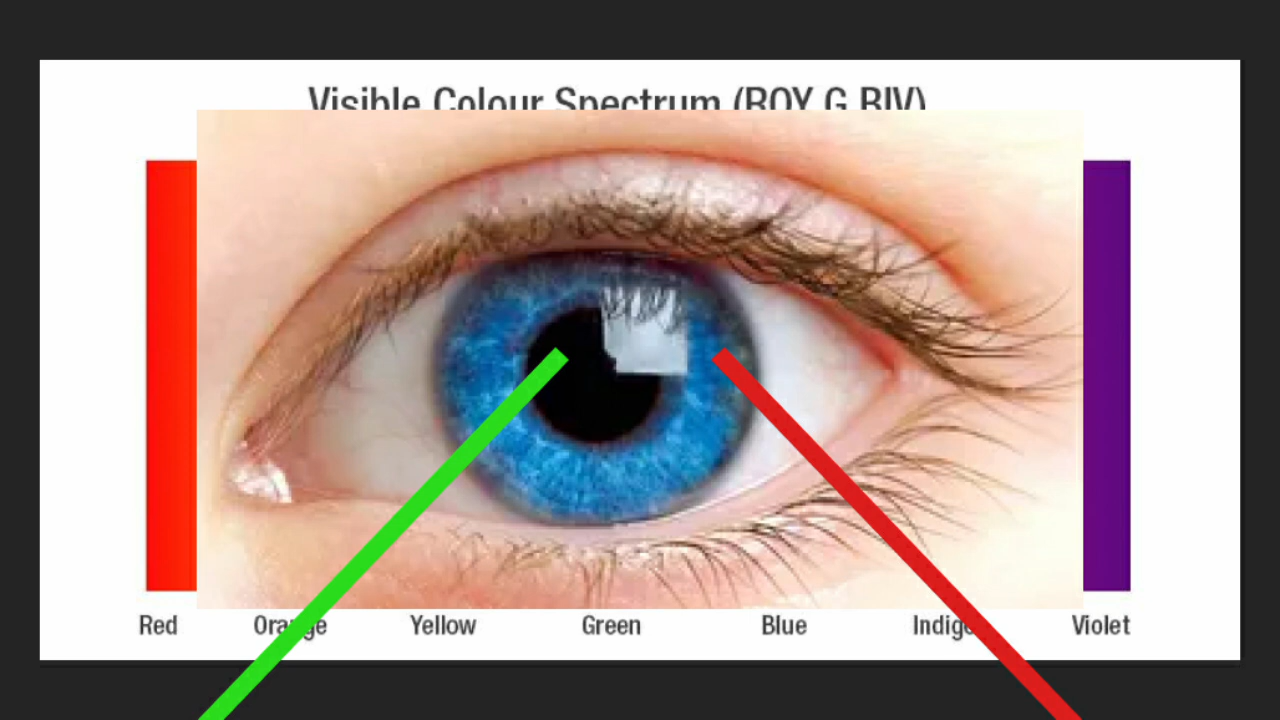 Visible Colour Spectrum (ROY G BIV)
Red Orange Yellow Green Blue Indigo Violet